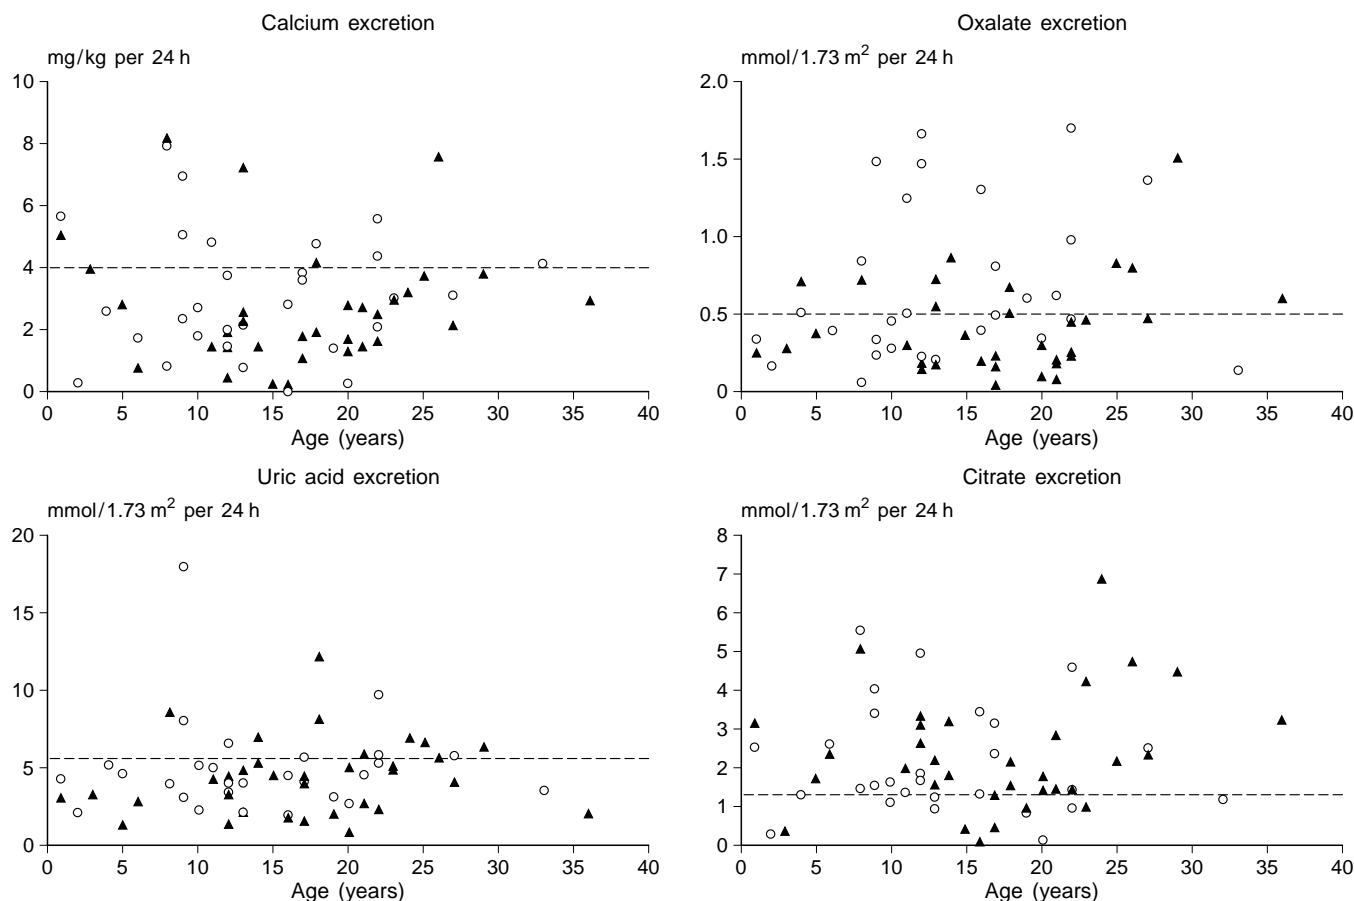 Calcium excretion
mg/kg per 24 h
10
8
6
4
2
0
0 5 10 15 20 25 30 35 40
Age (years)
Oxalate excretion
mmol/1.73 m² per 24 h
2.0
1.5
1.0
0.5
0
0 5 10 15 20 25 30 35 40
Age (years)
Uric acid excretion
mmol/1.73 m² per 24 h
20
15
10
5
0
0 5 10 15 20 25 30 35 40
Age (years)
Citrate excretion
mmol/1.73 m² per 24 h
8
7
6
5
4
3
2
1
0
0 5 10 15 20 25 30 35 40
Age (years)